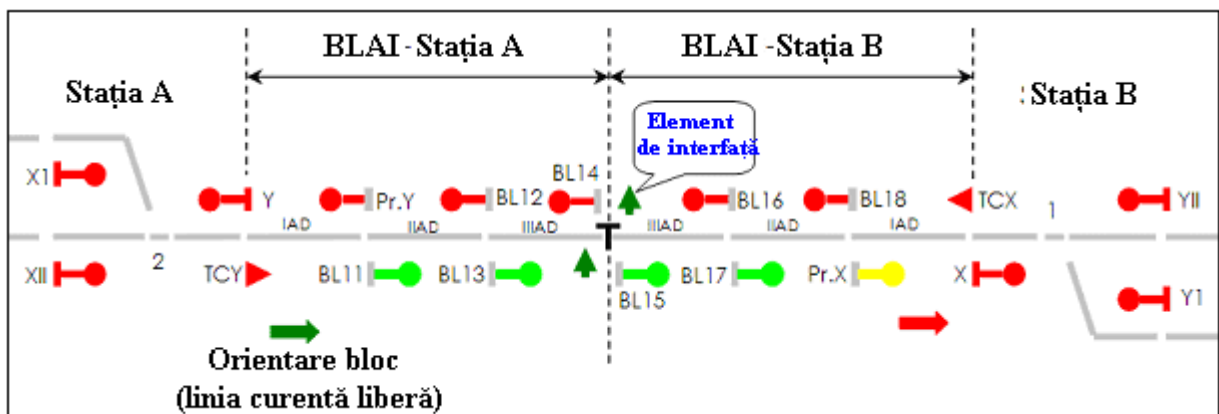 BLAI - Stația A
BLAI - Stația B
Stația A
: Stația B
Element
de interfață
X1
Y
Pr.Y
BL12
BL14
BL16
BL18
TCX
1
YII
IAD
IIAD
IIIAD
IIIAD
IIAD
IAD
2
XII
TCY
BL11
BL13
BL15
BL17
Pr.X
X
Y1
Orientare bloc
(linia curentă liberă)